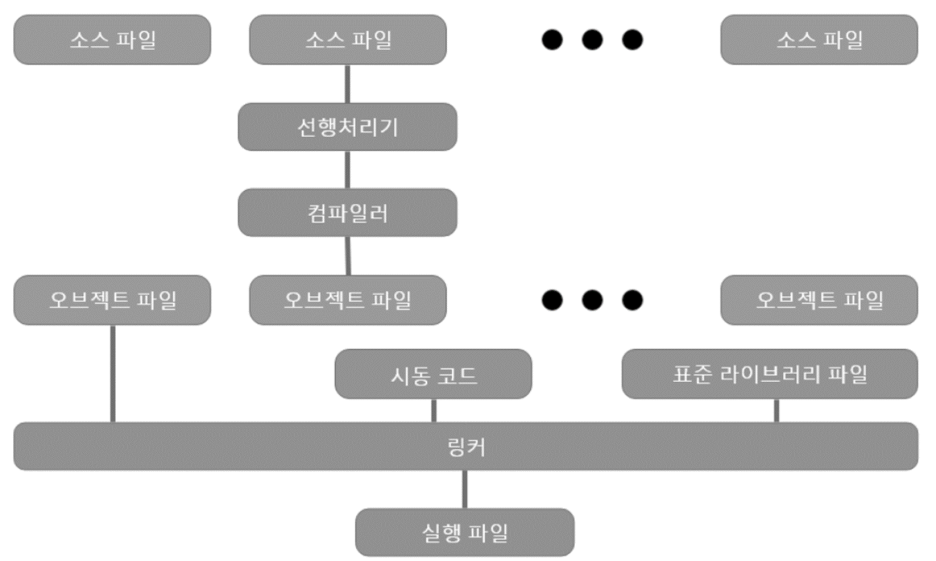 소스 파일
소스 파일
소스 파일
선행처리기
컴파일러
오브젝트 파일
오브젝트 파일
오브젝트 파일
시동 코드
표준 라이브러리 파일
링커
실행 파일